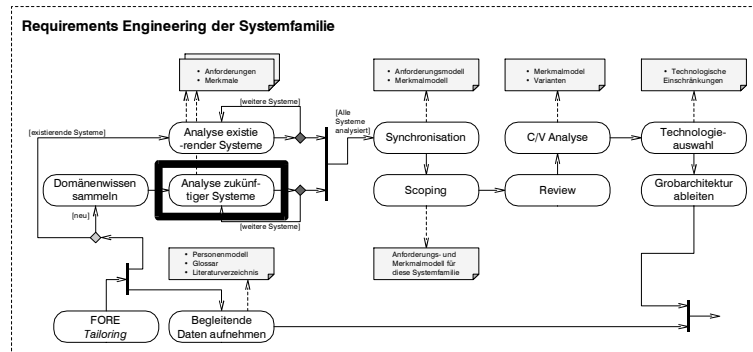 Requirements Engineering der Systemfamilie
• Anforderungen
• Merkmale
• Anforderungsmodell
• Merkmalmodell
• Merkmalmodel
• Varianten
• Technologische
Einschränkungen
[weitere Systeme]
[Alle
Systeme
analysiert]
[existierende Systeme]
Analyse existie
-render Systeme
Synchronisation
C/V Analyse
Technologie-
auswahl
Domänenwissen
sammeln
Analyse zukünf-
tiger Systeme
Scoping
Review
Grobarchitektur
ableiten
[neu]
[weitere Systeme]
• Personenmodell
• Glossar
• Literaturverzeichnis
Anforderungs- und
Merkmalmodell für
diese Systemfamilie
FORE
Tailoring
Begleitende
Daten aufnehmen